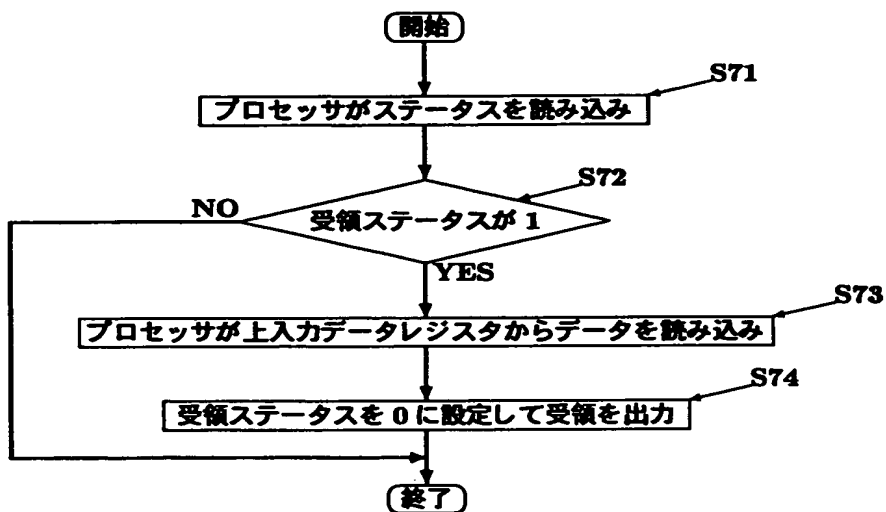 開始
S71
プロセッサがステータスを読み込み
S72
NO
受領ステータスが 1
YES
S73
プロセッサが上入力データレジスタからデータを読み込み
S74
受領ステータスを 0 に設定して受領を出力
終了